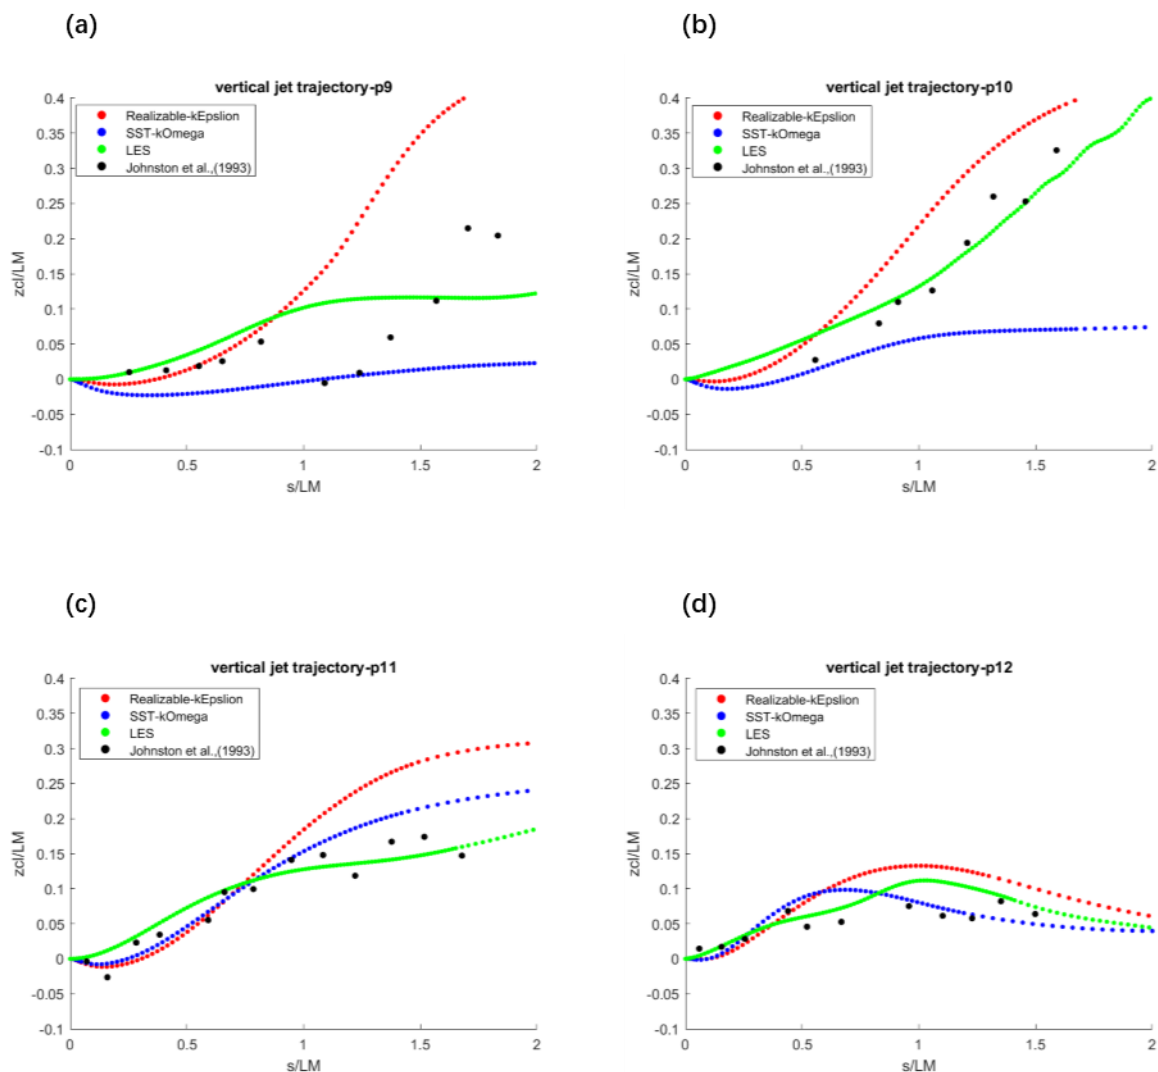 (a)
vertical jet trajectory-p9
Realizable-kEpslion
SST-kOmega
LES
Johnston et al.,(1993)
0.4
0.35
0.3
0.25
0.2
0.15
0.1
0.05
0
-0.05
-0.1
zcl/LM
0
0.5
1
1.5
2
s/LM
(b)
vertical jet trajectory-p10
Realizable-kEpslion
SST-kOmega
LES
Johnston et al.,(1993)
0.4
0.35
0.3
0.25
0.2
0.15
0.1
0.05
0
-0.05
-0.1
zcl/LM
0
0.5
1
1.5
2
s/LM
(c)
vertical jet trajectory-p11
Realizable-kEpslion
SST-kOmega
LES
Johnston et al.,(1993)
0.4
0.35
0.3
0.25
0.2
0.15
0.1
0.05
0
-0.05
-0.1
zcl/LM
0
0.5
1
1.5
2
s/LM
(d)
vertical jet trajectory-p12
Realizable-kEpslion
SST-kOmega
LES
Johnston et al.,(1993)
0.4
0.35
0.3
0.25
0.2
0.15
0.1
0.05
0
-0.05
-0.1
zcl/LM
0
0.5
1
1.5
2
s/LM